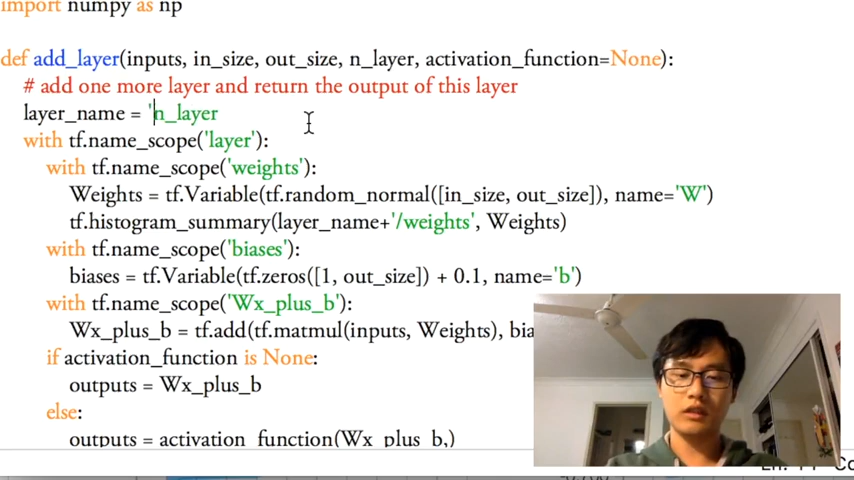 import numpy as np
def add_layer(inputs, in_size, out_size, n_layer, activation_function=None):
# add one more layer and return the output of this layer
layer_name = 'n_layer
with tf.name_scope('layer'):
with tf.name_scope('weights'):
Weights = tf.Variable(tf.random_normal([in_size, out_size]), name='W')
tf.histogram_summary(layer_name+'/weights', Weights)
with tf.name_scope('biases'):
biases = tf.Variable(tf.zeros([1, out_size]) + 0.1, name='b')
with tf.name_scope('Wx_plus_b'):
Wx_plus_b = tf.add(tf.matmul(inputs, Weights), bia
if activation_function is None:
outputs = Wx_plus_b
else:
outputs = activation_function(Wx_plus_b,)